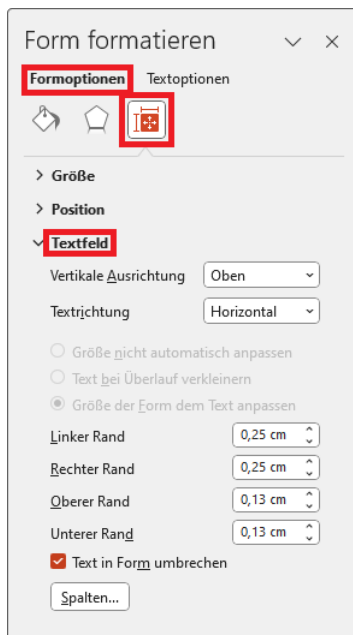 Form formatieren
Formoptionen Textoptionen
Größe
Position
Textfeld
Vertikale Ausrichtung Oben
Textrichtung Horizontal
Größe nicht automatisch anpassen
Text bei Überlauf verkleinern
Größe der Form dem Text anpassen
Linker Rand 0,25 cm
Rechter Rand 0,25 cm
Oberer Rand 0,13 cm
Unterer Rand 0,13 cm
Text in Form umbrechen
Spalten...